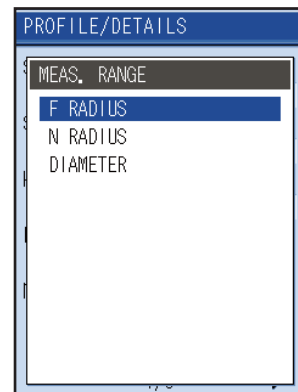 PROFILE/DETAILS
MEAS. RANGE
F RADIUS
N RADIUS
DIAMETER